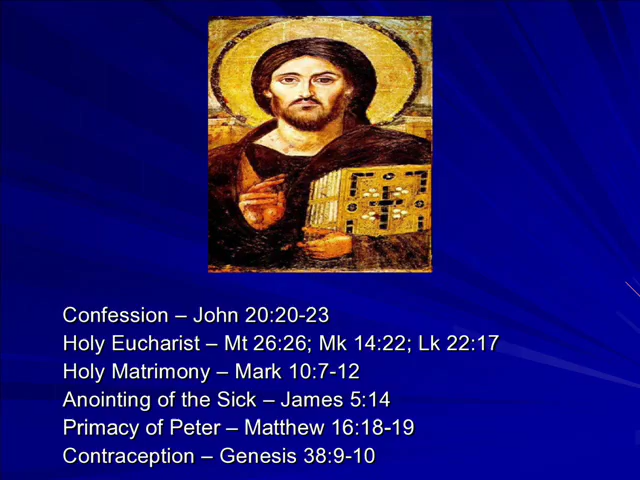 Confession – John 20:20-23
Holy Eucharist – Mt 26:26; Mk 14:22; Lk 22:17
Holy Matrimony – Mark 10:7-12
Anointing of the Sick – James 5:14
Primacy of Peter – Matthew 16:18-19
Contraception – Genesis 38:9-10